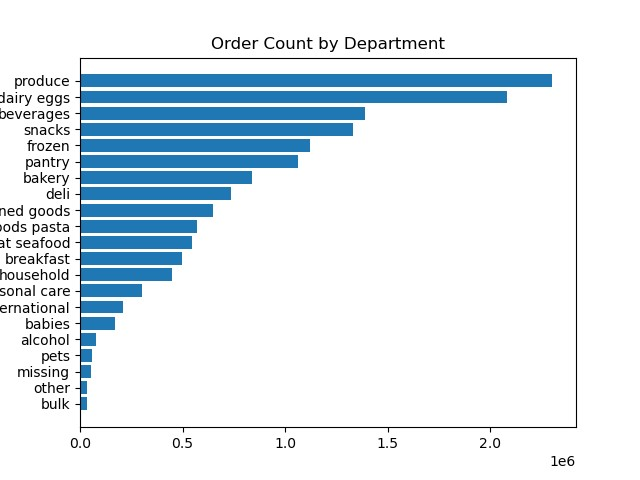 Order Count by Department
produce
dairy eggs
beverages
snacks
frozen
pantry
bakery
deli
ned goods
ods pasta
at seafood
breakfast
household
sonal care
ernational
babies
alcohol
pets
missing
other
bulk
0.0 0.5 1.0 1.5 2.0
1e6